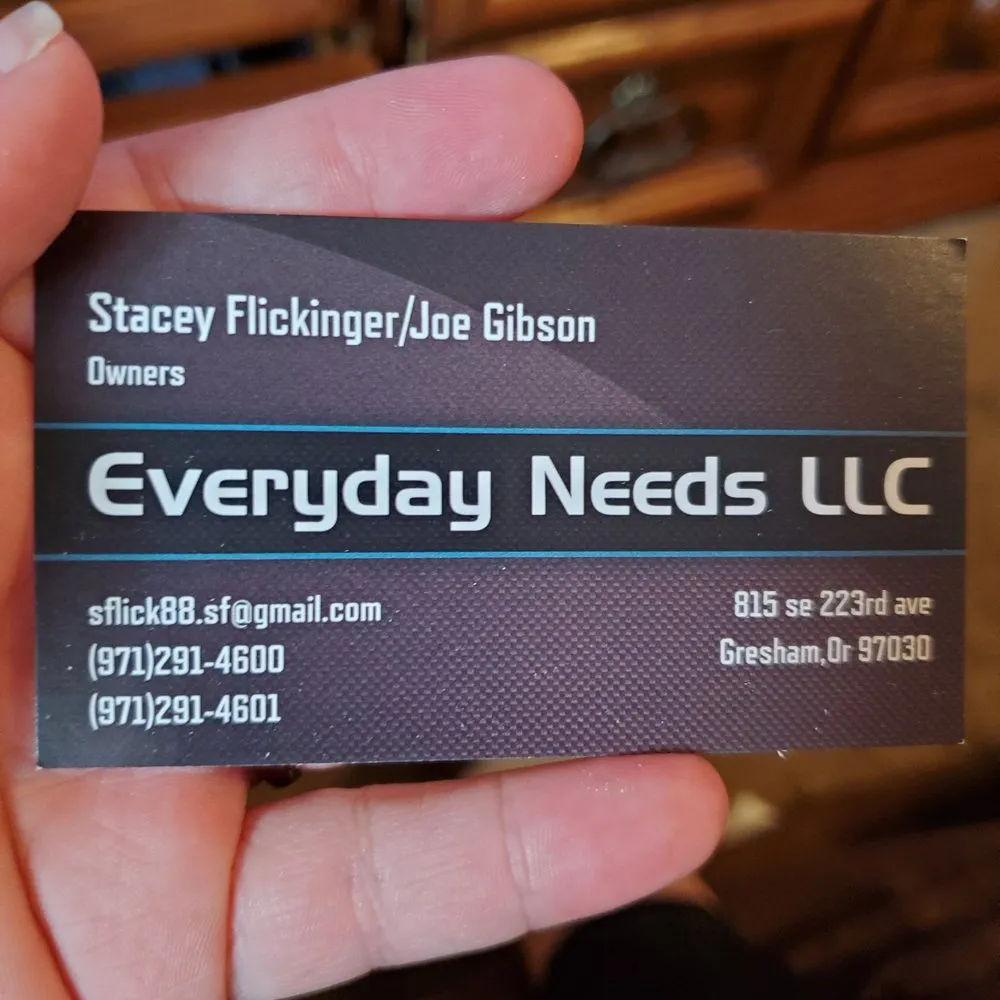 Stacey Flickinger/Joe Gibson
Owners
Everyday Needs LLC
sflick88.sf@gmail.com
(971)291-4600
(971)291-4601
815 se 223rd ave
Gresham,Or 97030